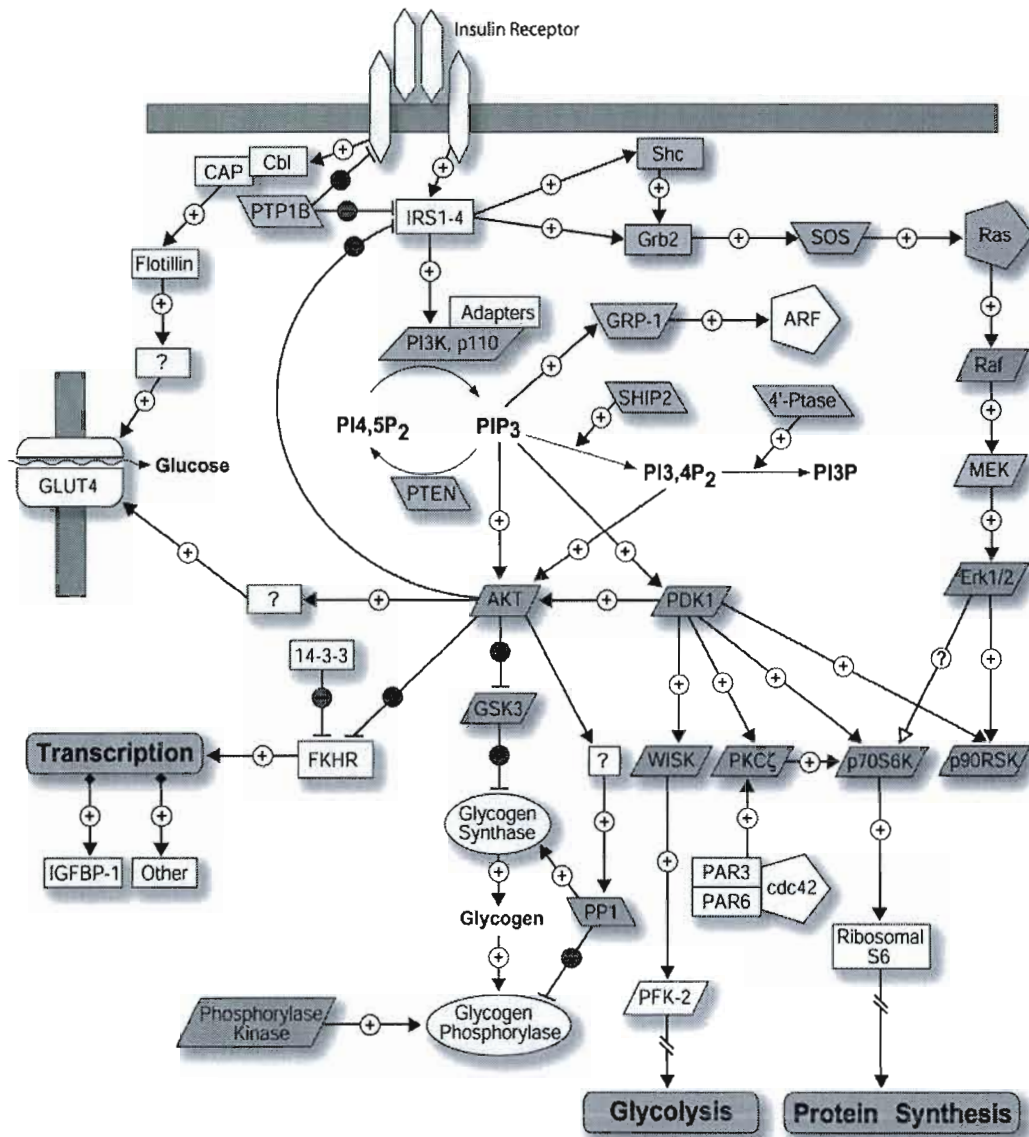 Insulin Receptor
Cbl
CAP
Shc
PTP1B
IRS1-4
Grb2
SOS
Ras
Flotillin
Adapters
PI3K, p110
GRP-1
ARF
?
Raf
SHIP2
4'-Ptase
PI4,5P2
PIP3
Glucose
GLUT4
PI3,4P2
PI3P
MEK
PTEN
Erk1/2
?
AKT
PDK1
14-3-3
?
GSK3
Transcription
FKHR
?
WISK
PKCζ
p70S6K
p90RSK
Glycogen
Synthase
IGFBP-1
Other
PAR3
cdc42
PAR6
Glycogen
PP1
Ribosomal
S6
PFK-2
Phosphorylase
Kinase
Glycogen
Phosphorylase
Glycolysis
Protein Synthesis